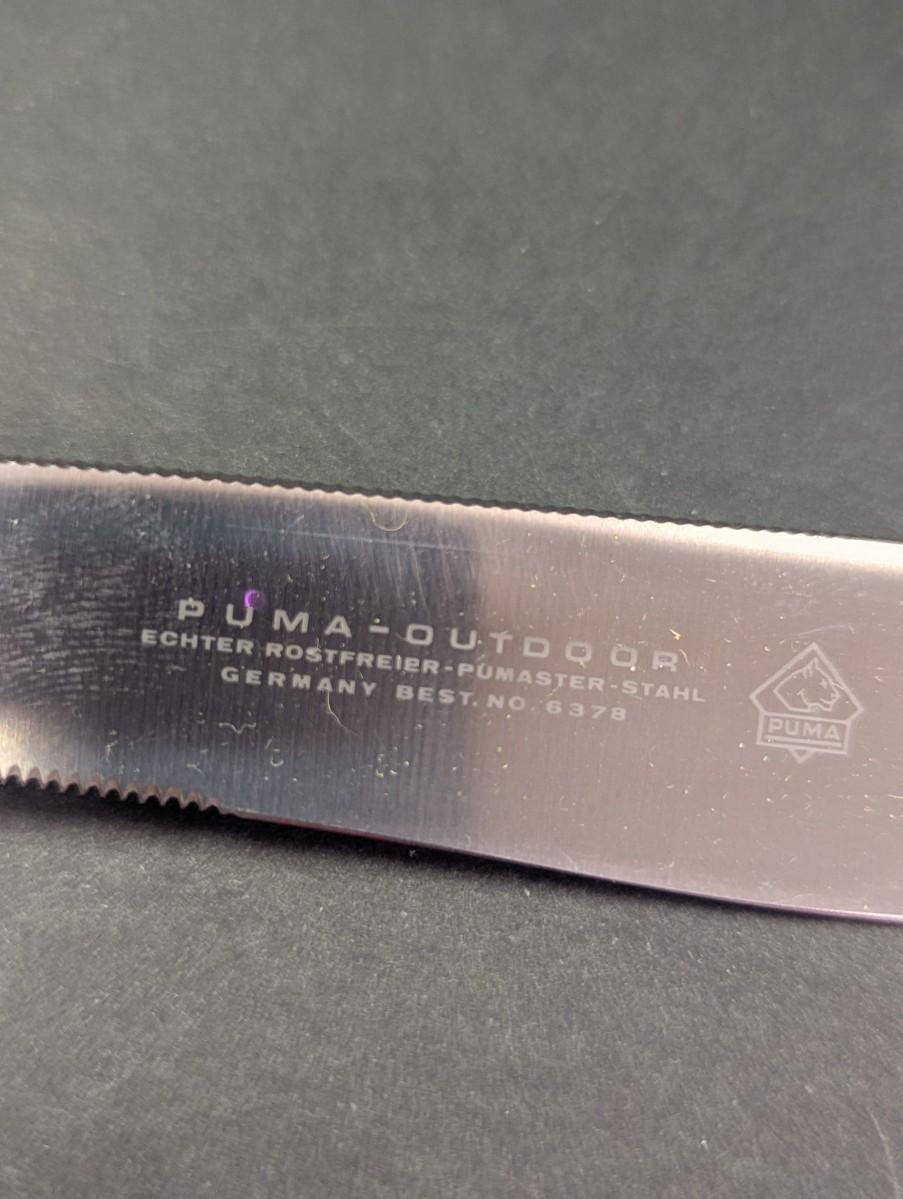 PUMA-OUTDOOR
ECHTER ROSTFREIER-PUMASTER-STAHL
GERMANY BEST. NO. 6378
PUMA